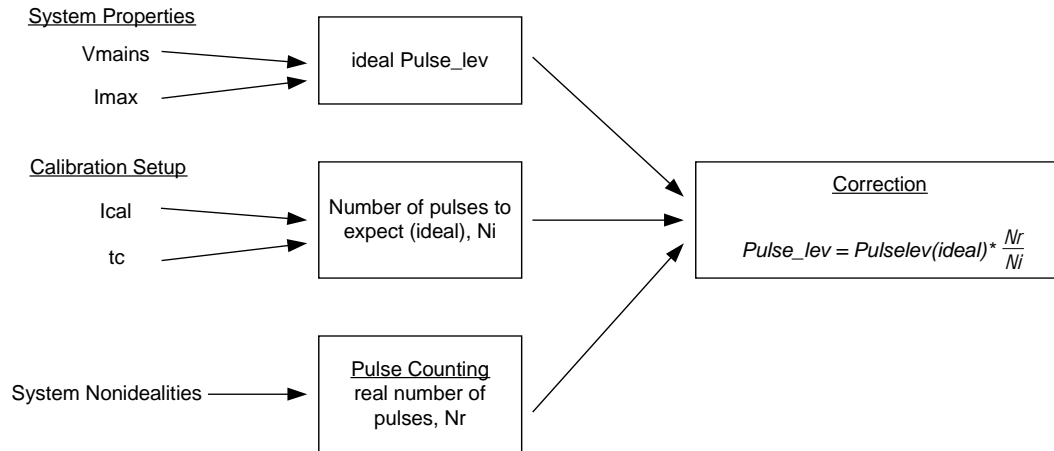 System Properties
Vmains
Imax
ideal Pulse_lev
Calibration Setup
Ical
tc
Number of pulses to
expect (ideal), Ni
Correction
Pulse_lev = Pulselev(ideal)* Nr/Ni
System Nonidealities
Pulse Counting
real number of
pulses, Nr